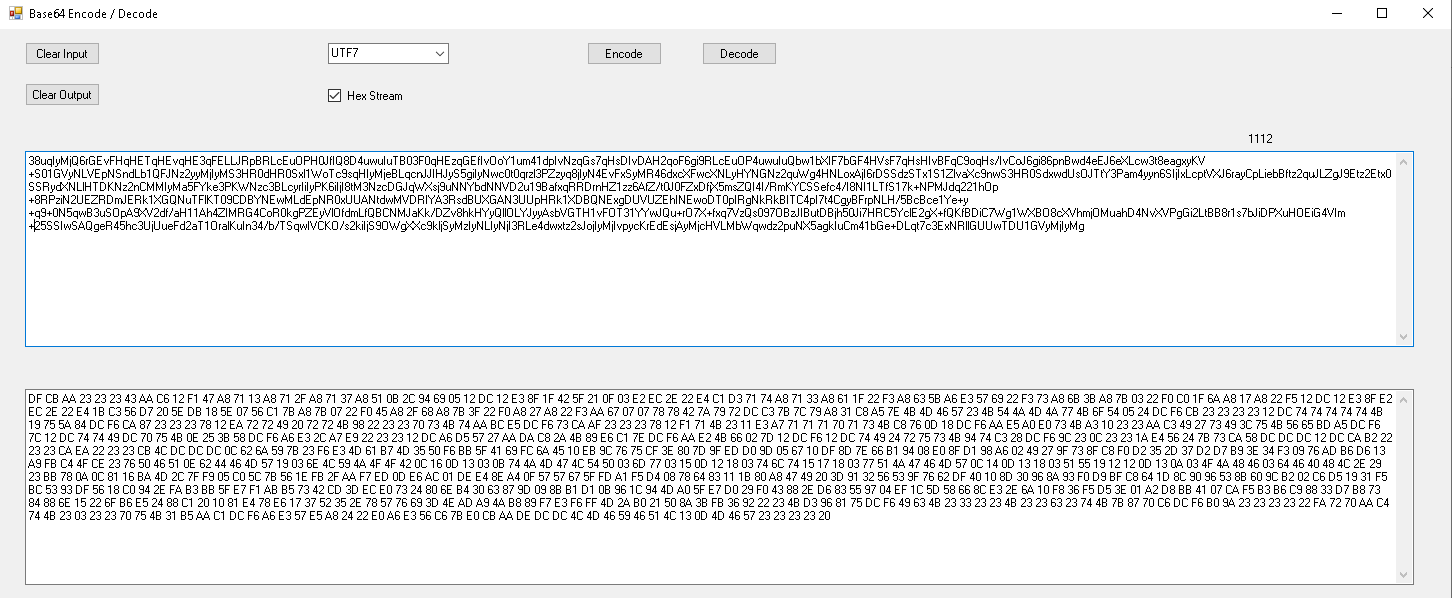 Base64 Encode / Decode
Clear Input
UTF7
Encode
Decode
Clear Output
Hex Stream
1112
38uqIyMjQ6rGEvFHqHETqHEvqHE3qFELLJRpBRLcEuOPH0JfIQ8D4uwuIuTB03F0qHEzqGEfIvOoY1um41dpIvNzqGs7qHsDIvDAH2qoF6gi9RLcEuOP4uwuIuQbw1bXIF7bGF4HVsF7qHsHIvBFqC9oqHs/IvCoJ6gi86pnBwd4eEJ6eXLcw3t8eagxyKV
+S01GVyNLVEpNSndLb1QFJNz2yyMjIyMS3HR0dHR0Sxl1WoTc9sqHIyMjeBLqcnJJIHJyS5giIyNwc0t0qrzl3PZzyq8jIyN4EvFxSyMR46dxcXFwcXNLyHYNGNz2quWg4HNLoxAjI6rDSSdzSTx1S1ZlvaXc9nwS3HR0SdxwdUsOJTtY3Pam4yyn6SIjIxLcptVXJ6rayCpLiebBftz2quJLZgJ9Etz2Etx0
SSRydXNLlHTDKNz2nCMMIyMa5FYke3PKWNzc3BLcyrIiIyPK6iIjI8tM3NzcDGJqWXsj9uNNYbdNNVD2u19BafxqRRDrnHZ1zz6AfZ/t0J0FZxDfjX5msZQI4I/RmKYCSSefc4/I8NI1LTfS17k+NPMJdq221hOp
+8RPziN2UEZRDmJERk1XGQNuTFlKT09CDBYNEwMLdEpNR0xUUANtdwMVDRIYA3RsdBUXGAN3UUpHRk1XDBQNExgDUVUZEhINEwoDT0pIRgNkRkBITC4pI7t4CgyBFrpNLH/5BcBce1Ye+y
+q9+0N5qwB3uSOpA9XV2df/aH11Ah4ZIMRG4CoR0kgPZEyVlOfdmLfQBCNMJaKk/DZv8hkHYyQllOLYJyyAsbVGTH1vFOT31YYwJQu+rO7X+fxq7VzQs097OBzJIButDBjh50Ji7HRC5YclE2gX+fQKfBDiC7Wg1WXBO8cXVhmjOMuahD4NvXVPgGi2LtBB8r1s7bJiDPXuHOEiG4VIm
+25SSIwSAQgeR45hc3UjUueFd2aT1OralKuIn34/b/TSqwIVCKO/s2kiIjS9OWgXXc9kljSyMzIyNLIyNjI3RLe4dwxtz2sJojIyMjIvpycKrEdEsjAyMjcHVLMbWqwdz2puNX5agkIuCm41bGe+DLqt7c3ExNRllGUUwTDU1GVyMjIyMg
DF CB AA 23 23 23 43 AA C6 12 F1 47 A8 71 13 A8 71 2F A8 71 37 A8 51 0B 2C 94 69 05 12 DC 12 E3 8F 1F 42 5F 21 0F 03 E2 EC 2E 22 E4 C1 D3 71 74 A8 71 33 A8 61 1F 22 F3 A8 63 5B A6 E3 57 69 22 F3 73 A8 6B 3B A8 7B 03 22 F0 C0 1F 6A A8 17 A8 22 F5 12 DC 12 E3 8F E2
EC 2E 22 E4 1B C3 56 D7 20 5E DB 18 5E 07 56 C1 7B A8 7B 07 22 F0 45 A8 2F 68 A8 7B 3F 22 F0 A8 27 A8 22 F3 AA 67 07 07 78 78 42 7A 79 72 DC C3 7B 7C 79 A8 31 C8 A5 7E 4B 4D 46 57 23 4B 54 4A 4D 4A 77 4B 6F 54 05 24 DC F6 CB 23 23 23 23 12 DC 74 74 74 74 74 4B
19 75 5A 84 DC F6 CA 87 23 23 23 78 12 EA 72 72 49 20 72 72 4B 98 22 23 23 70 73 4B 74 AA BC E5 DC F6 73 CA AF 23 23 23 78 12 F1 71 4B 23 11 E3 A7 71 71 71 70 71 73 4B C8 76 0D 18 DC F6 AA E5 A0 E0 73 4B A3 10 23 23 AA C3 49 27 73 49 3C 75 4B 56 65 BD A5 DC F6
7C 12 DC 74 74 49 DC 70 75 4B 0E 25 3B 58 DC F6 A6 E3 2C A7 E9 22 23 23 12 DC A6 D5 57 27 AA DA C8 2A 4B 89 E6 C1 7E DC F6 AA E2 4B 66 02 7D 12 DC F6 12 DC 74 49 24 72 75 73 4B 94 74 C3 28 DC F6 9C 23 0C 23 23 1A E4 56 24 7B 73 CA 58 DC DC DC 12 DC CA B2 22
23 23 CA EA 22 23 23 CB 4C DC DC DC 0C 62 6A 59 7B 23 F6 E3 4D 61 B7 4D 35 50 F6 BB 5F 41 69 FC 6A 45 10 EB 9C 76 75 CF 3E 80 7D 9F ED D0 9D 05 67 10 DF 8D 7E 66 B1 94 08 E0 8F D1 98 A6 02 49 27 9F 73 8F C8 F0 D2 35 2D 37 D2 D7 B9 3E 34 F3 09 76 AD B6 D6 13
A9 FB C4 4F CE 23 76 50 46 51 0E 62 44 46 4D 57 19 03 6E 4C 59 4A 4F 4F 42 0C 16 0D 13 03 0B 74 4A 4D 47 4C 54 50 03 6D 77 03 15 0D 12 18 03 74 6C 74 15 17 18 03 77 51 4A 47 46 4D 57 0C 14 0D 13 18 03 51 55 19 12 12 0D 13 0A 03 4F 4A 48 46 03 64 46 40 48 4C 2E 29
23 BB 78 0A 0C 81 16 BA 4D 2C 7F F9 05 C0 5C 7B 56 1E FB 2F AA F7 ED 0D E6 AC 01 DE E4 8E A4 0F 57 57 67 5F FD A1 F5 D4 08 78 64 83 11 1B 80 A8 47 49 20 3D 91 32 56 53 9F 76 62 DF 40 10 8D 30 96 8A 93 F0 D9 BF C8 64 1D 8C 90 96 53 8B 60 9C B2 02 C6 D5 19 31 F5
BC 53 93 DF 56 18 C0 94 2E FA B3 BB 5F E7 F1 AB B5 73 42 CD 3D EC E0 73 24 80 6E B4 30 63 87 9D 09 8B B1 D1 0B 96 1C 94 4D A0 5F E7 D0 29 F0 43 88 2E D6 83 55 97 04 EF 1C 5D 58 66 8C E3 2E 6A 10 F8 36 F5 D5 3E 01 A2 D8 BB 41 07 CA F5 B3 B6 C9 88 33 D7 B8 73
84 88 6E 15 22 6F B6 E5 24 88 C1 20 10 81 E4 78 E6 17 37 52 35 2E 78 57 76 69 3D 4E AD A9 4A B8 89 F7 E3 F6 FF 4D 2A B0 21 50 8A 3B FB 36 92 22 23 4B D3 96 81 75 DC F6 49 63 4B 23 33 23 23 4B 23 23 63 23 74 4B 7B 87 70 C6 DC F6 B0 9A 23 23 23 23 22 FA 72 70 AA C4
74 4B 23 03 23 23 70 75 4B 31 B5 AA C1 DC F6 A6 E3 57 E5 A8 24 22 E0 A6 E3 56 C6 7B E0 CB AA DE DC DC 4C 4D 46 59 46 51 4C 13 0D 4D 46 57 23 23 23 23 20